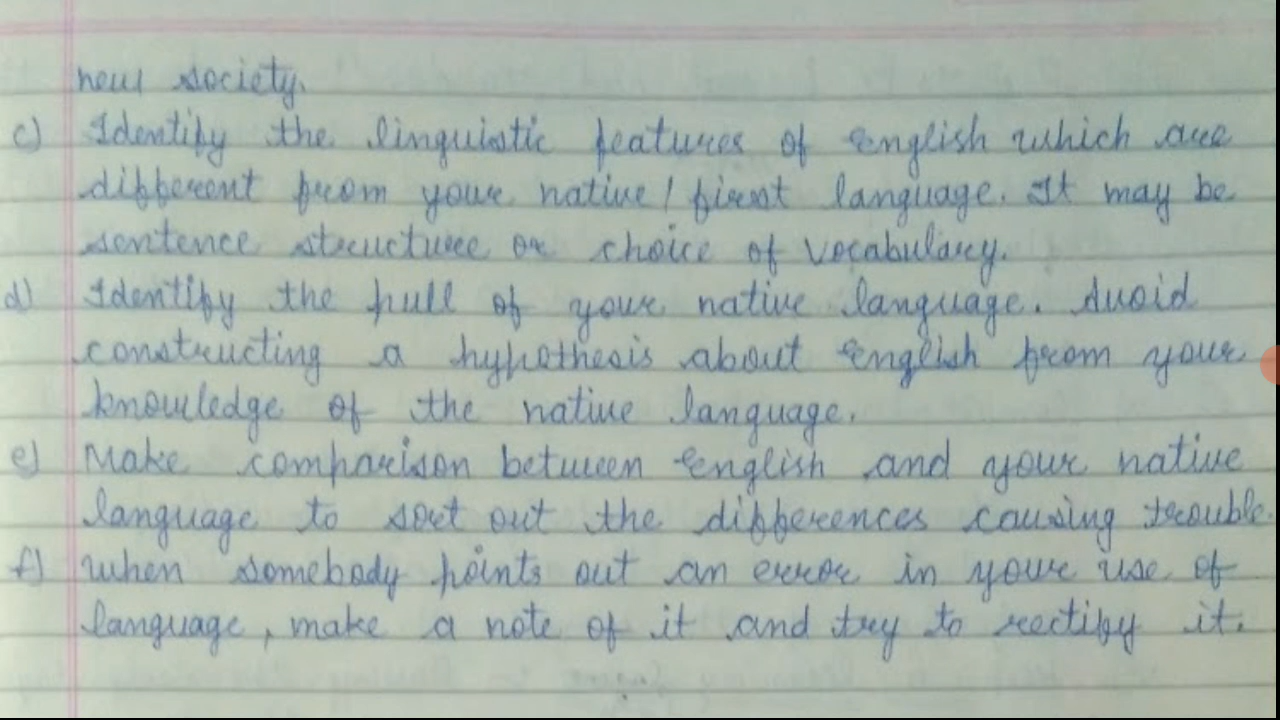 new society.
c) Identify the linguistic features of English which are
different from your native / first language. It may be
sentence structure or choice of vocabulary.
d) Identify the pull of your native language. Avoid
constructing a hypothesis about English from your
knowledge of the native language.
e) Make comparison between English and your native
language to sort out the differences causing trouble.
f) When somebody points out an error in your use of
language, make a note of it and try to rectify it.